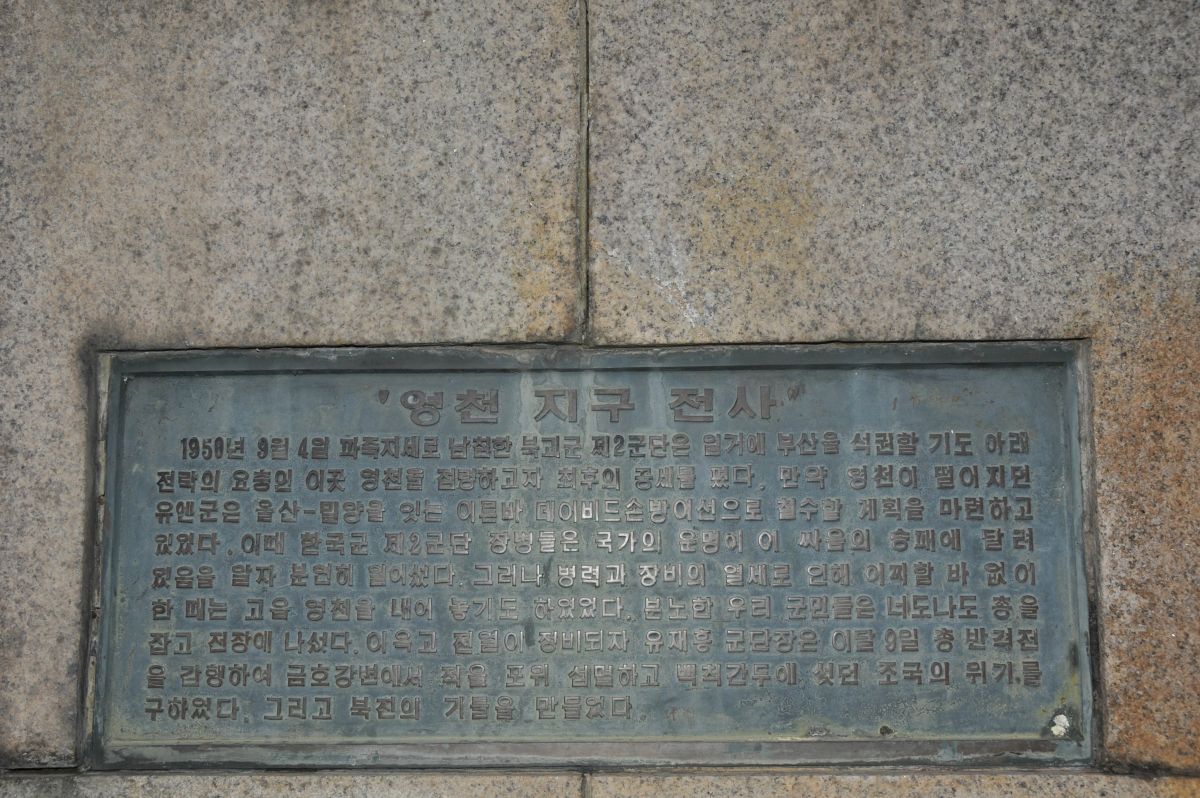 '영천 지구 전사"
1950년 9월 4일 파죽지세로 남침한 북괴군 제2군단은 일거에 부산을 석권할 기도 아래
전략의 요충인 이곳 영천을 점령하고자 최후의 공세를 폈다. 만약 영천이 떨어지면
유엔군은 울산-밀양을 잇는 이른바 데이비드손방어선으로 철수할 계획을 마련하고
있었다. 이때 한국군 제2군단 장병들은 국가의 운명이 이 싸움의 승패에 달려
있음을 알자 분연히 일어섰다. 그러나 병력과 장비의 열세로 인해 어찌할 바 없이
한 때는 고을 영천을 내어 놓기도 하였었다. 분노한 우리 군민들은 너도나도 총을
잡고 전장에 나섰다. 이윽고 전열이 정비되자 유재흥 군단장은 이달 9일 총 반격전
을 감행하여 금호강변에서 적을 포위 섬멸하고 백척간두에 섯던 조국의 위기를
구하였다. 그리고 북진의 기틀을 만들었다.